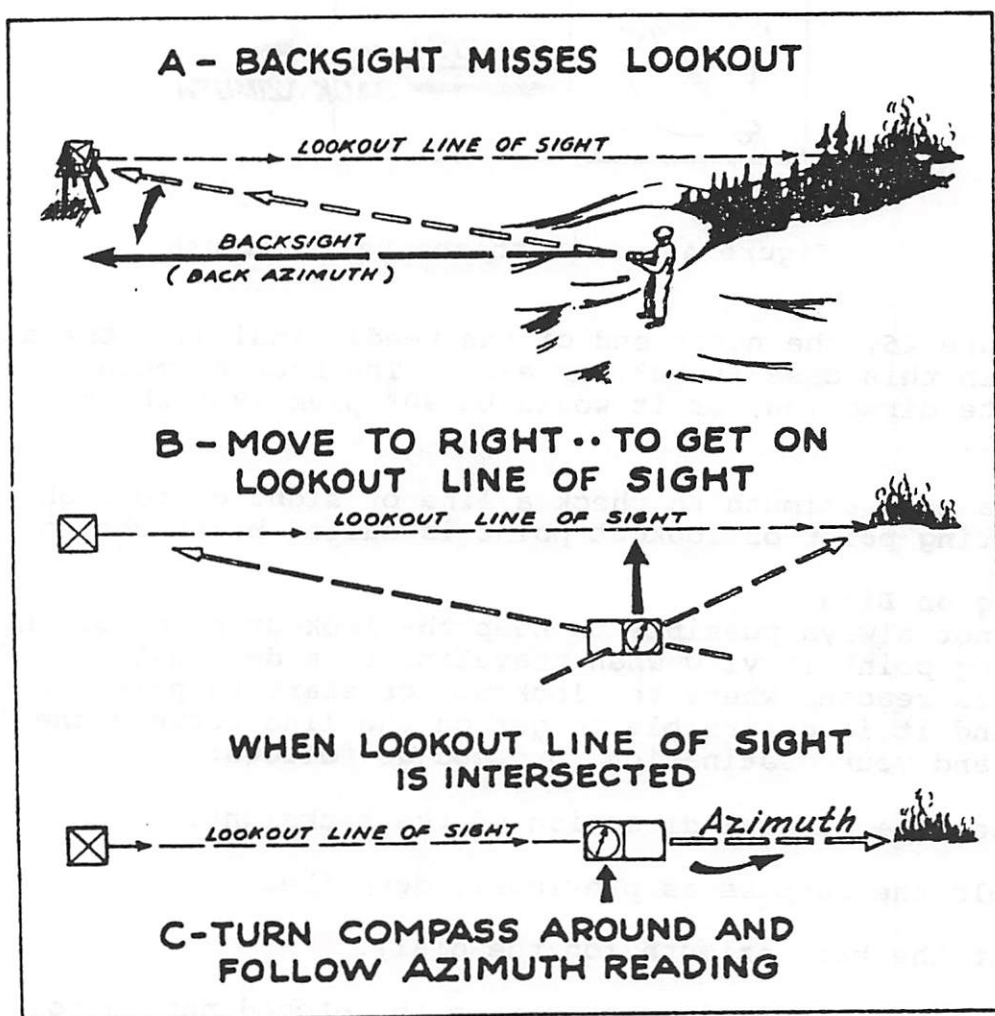 A - BACKSIGHT MISSES LOOKOUT
LOOKOUT LINE OF SIGHT
BACKSIGHT
(BACK AZIMUTH)
B - MOVE TO RIGHT ·· TO GET ON
LOOKOUT LINE OF SIGHT
LOOKOUT LINE OF SIGHT
WHEN LOOKOUT LINE OF SIGHT
IS INTERSECTED
LOOKOUT LINE OF SIGHT
Azimuth
C - TURN COMPASS AROUND AND
FOLLOW AZIMUTH READING